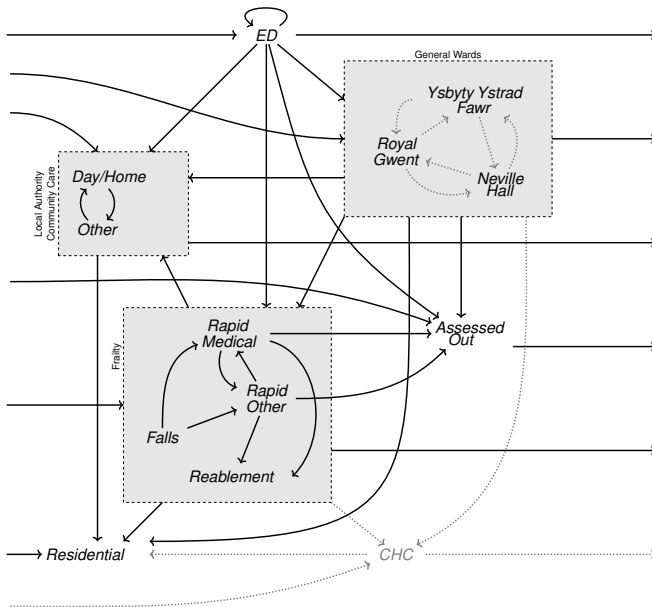 ED
General Wards
Ysbyty Ystrad
Fawr
Royal
Gwent
Neville
Hall
Local Authority
Community Care
Day/Home
Other
Frailty
Rapid
Medical
Assessed
Out
Rapid
Other
Falls
Reablement
Residential
CHC